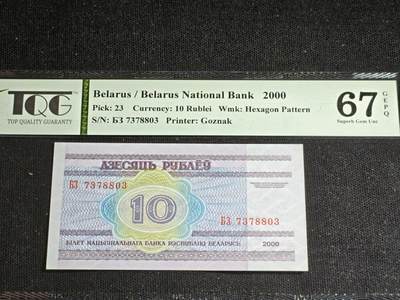 TQG
TOP QUALITY GUARANTY
Belarus / Belarus National Bank 2000
Pick: 23 Currency: 10 Rublei Wmk: Hexagon Pattern
S/N: БЗ 7378803 Printer: Goznak
67
GEPQ
Superb Gem Unc
ДЗЕСЯЦЬ РУБЛЁЎ
БЗ 7378803
10
БЗ 7378803
БІЛЕТ НАЦЫЯНАЛЬНАГА БАНКА РЭСПУБЛІКІ БЕЛАРУСЬ
2000